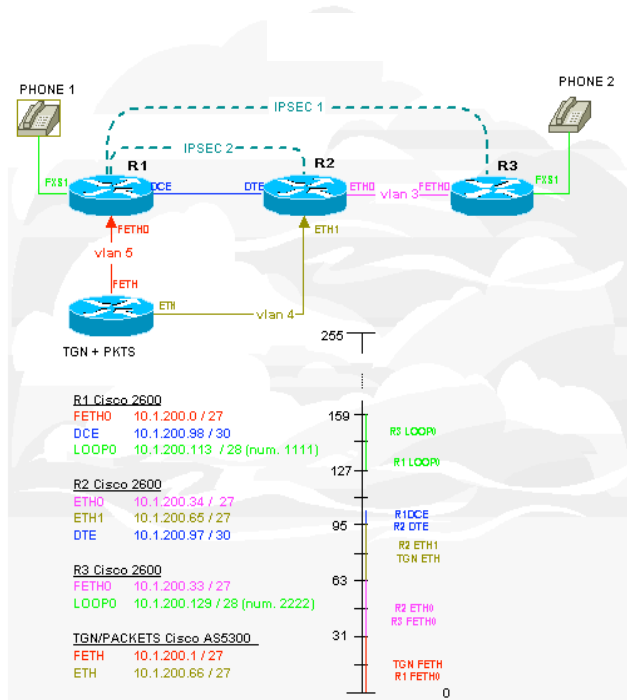 PHONE 1
PHONE 2
IPSEC 1
IPSEC 2
R1
R2
R3
FXS1
DCE
DTE
ETH0
vlan 3
FETH0
FXS1
FETH0
ETH1
vlan 5
FETH
ETH
vlan 4
TGN + PKTS
R1 Cisco 2600
FETH0 10.1.200.0 / 27
DCE 10.1.200.98 / 30
LOOP0 10.1.200.113 / 28 (num. 1111)
R2 Cisco 2600
ETH0 10.1.200.34 / 27
ETH1 10.1.200.65 / 27
DTE 10.1.200.97 / 30
R3 Cisco 2600
FETH0 10.1.200.33 / 27
LOOP0 10.1.200.129 / 28 (num. 2222)
TGN/PACKETS Cisco AS5300
FETH 10.1.200.1 / 27
ETH 10.1.200.66 / 27
255
159
R3 LOOP0
R1 LOOP0
127
R1DCE
95
R2 DTE
R2 ETH1
TGN ETH
63
R2 ETH0
R3 FETH0
31
TGN FETH
R1 FETH0
0